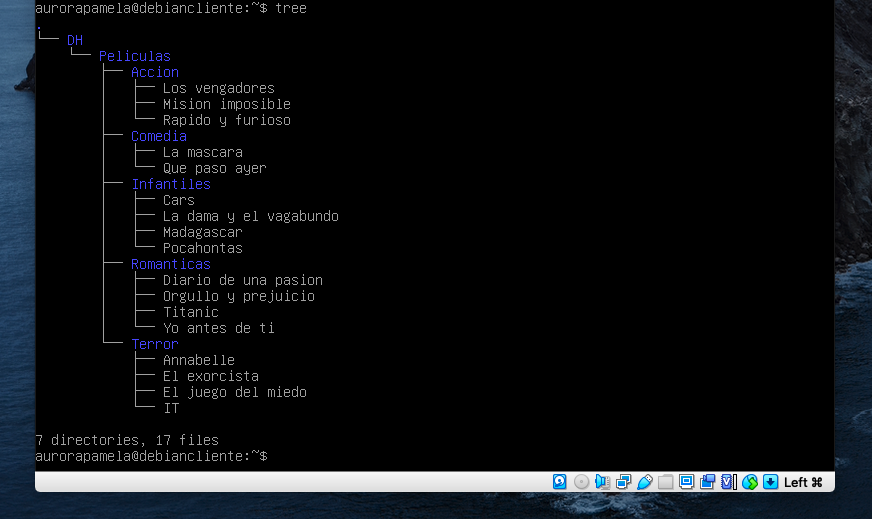 aurorapamela@debiancliente:~$ tree
.
└── DH
    └── Peliculas
        ├── Accion
        │   ├── Los vengadores
        │   ├── Mision imposible
        │   └── Rapido y furioso
        ├── Comedia
        │   ├── La mascara
        │   └── Que paso ayer
        ├── Infantiles
        │   ├── Cars
        │   ├── La dama y el vagabundo
        │   ├── Madagascar
        │   └── Pocahontas
        ├── Romanticas
        │   ├── Diario de una pasion
        │   ├── Orgullo y prejuicio
        │   ├── Titanic
        │   └── Yo antes de ti
        └── Terror
            ├── Annabelle
            ├── El exorcista
            ├── El juego del miedo
            └── IT
7 directories, 17 files
aurorapamela@debiancliente:~$
Left ⌘